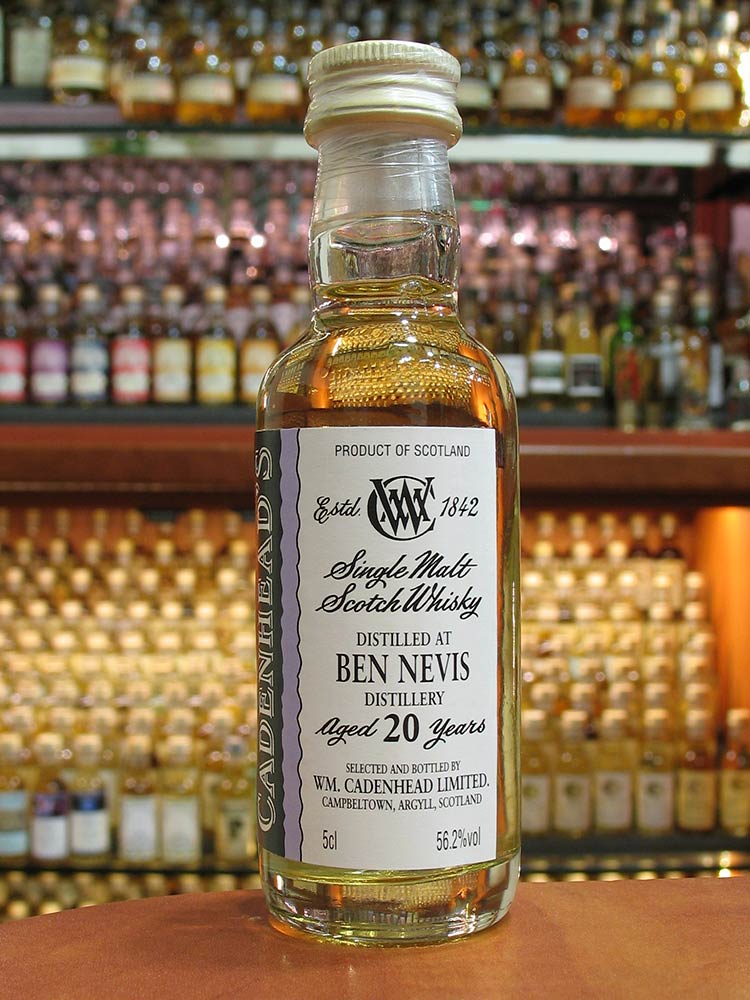 CADENHEAD'S
PRODUCT OF SCOTLAND
Estd. WC 1842
Single Malt
Scotch Whisky
DISTILLED AT
BEN NEVIS
DISTILLERY
Aged 20 Years
SELECTED AND BOTTLED BY
WM. CADENHEAD LIMITED.
CAMPBELTOWN, ARGYLL, SCOTLAND
5cl 56.2%vol